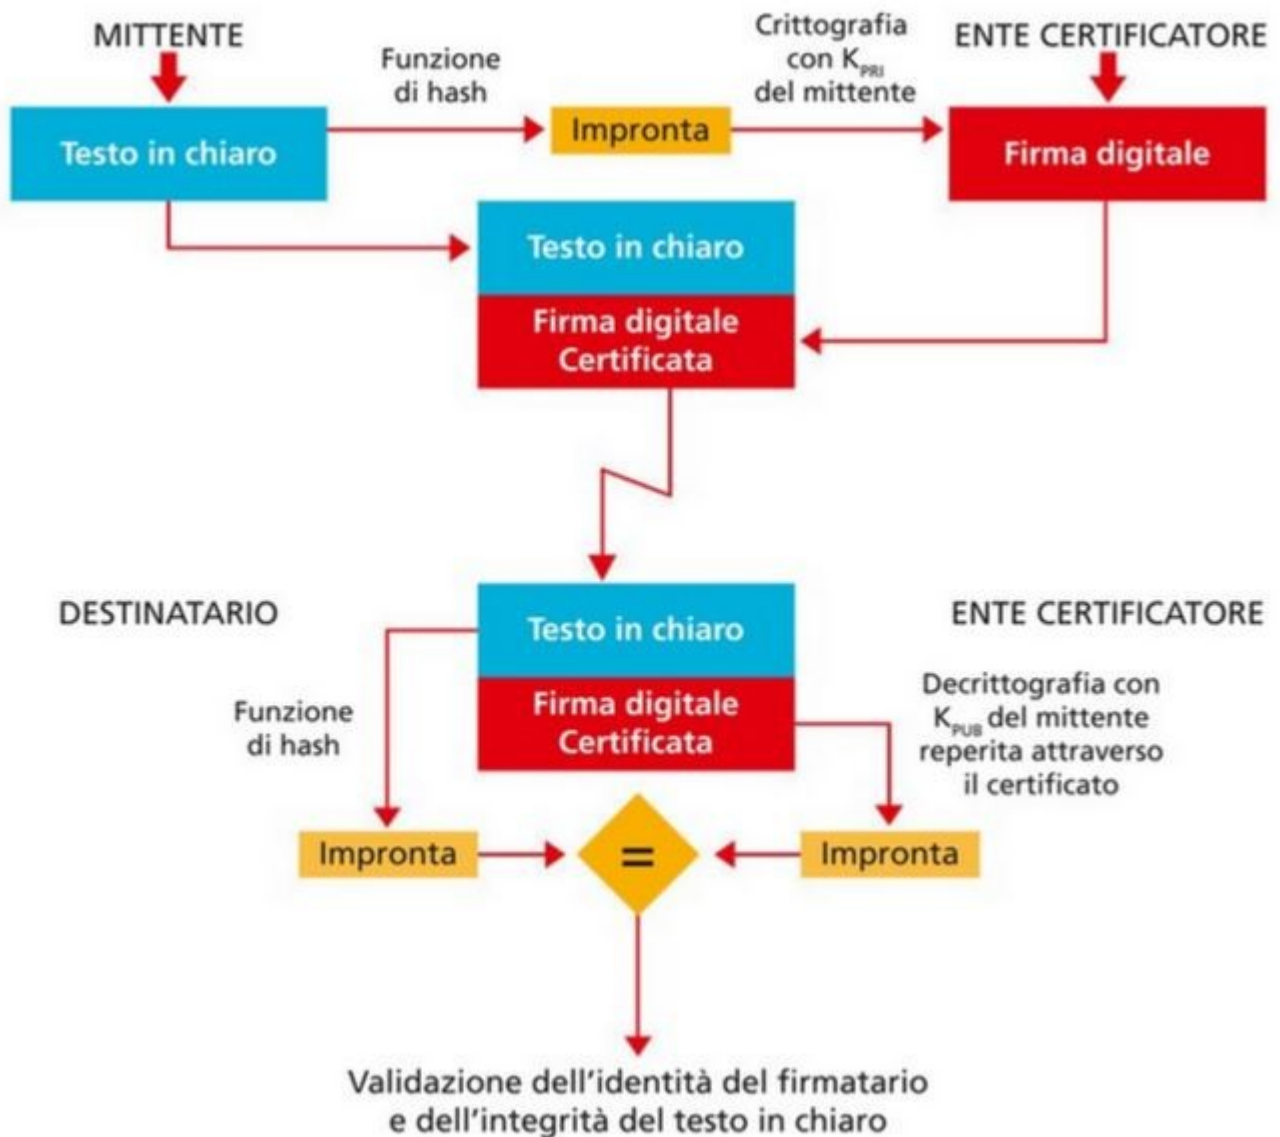 MITTENTE
Funzione
di hash
Crittografia
con K PRI
del mittente
ENTE CERTIFICATORE
Testo in chiaro
Impronta
Firma digitale
Testo in chiaro
Firma digitale
Certificata
DESTINATARIO
ENTE CERTIFICATORE
Testo in chiaro
Firma digitale
Certificata
Funzione
di hash
Decrittografia con
K PUB del mittente
reperita attraverso
il certificato
Impronta
=
Impronta
Validazione dell'identità del firmatario
e dell'integrità del testo in chiaro